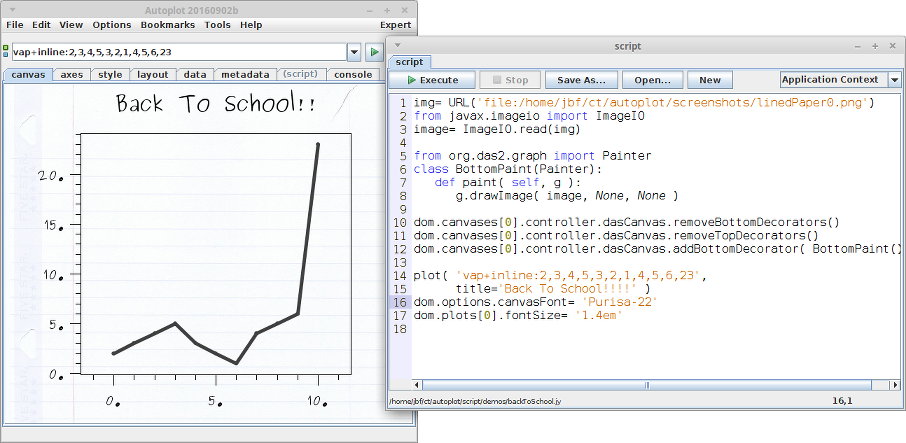 Autoplot 20160902b
File Edit View Options Bookmarks Tools Help Expert
vap+inline:2,3,4,5,3,2,1,4,5,6,23
canvas axes style layout data metadata (script) console
Back To School!!
20.
15.
10.
5.
0.
0. 5. 10.
script
script
Execute Stop Save As... Open... New Application Context
1 img= URL('file:/home/jbf/ct/autoplot/screenshots/linedPaper0.png')
2 from javax.imageio import ImageIO
3 image= ImageIO.read(img)
4
5 from org.das2.graph import Painter
6 class BottomPaint(Painter):
7 def paint( self, g ):
8 g.drawImage( image, None, None )
9
10 dom.canvases[0].controller.dasCanvas.removeBottomDecorators()
11 dom.canvases[0].controller.dasCanvas.removeTopDecorators()
12 dom.canvases[0].controller.dasCanvas.addBottomDecorator( BottomPaint()
13
14 plot( 'vap+inline:2,3,4,5,3,2,1,4,5,6,23',
15 title='Back To School!!!!' )
16 dom.options.canvasFont= 'Purisa-22'
17 dom.plots[0].fontSize= '1.4em'
18
/home/jbf/ct/autoplot/script/demos/backToSchool.jy 16,1